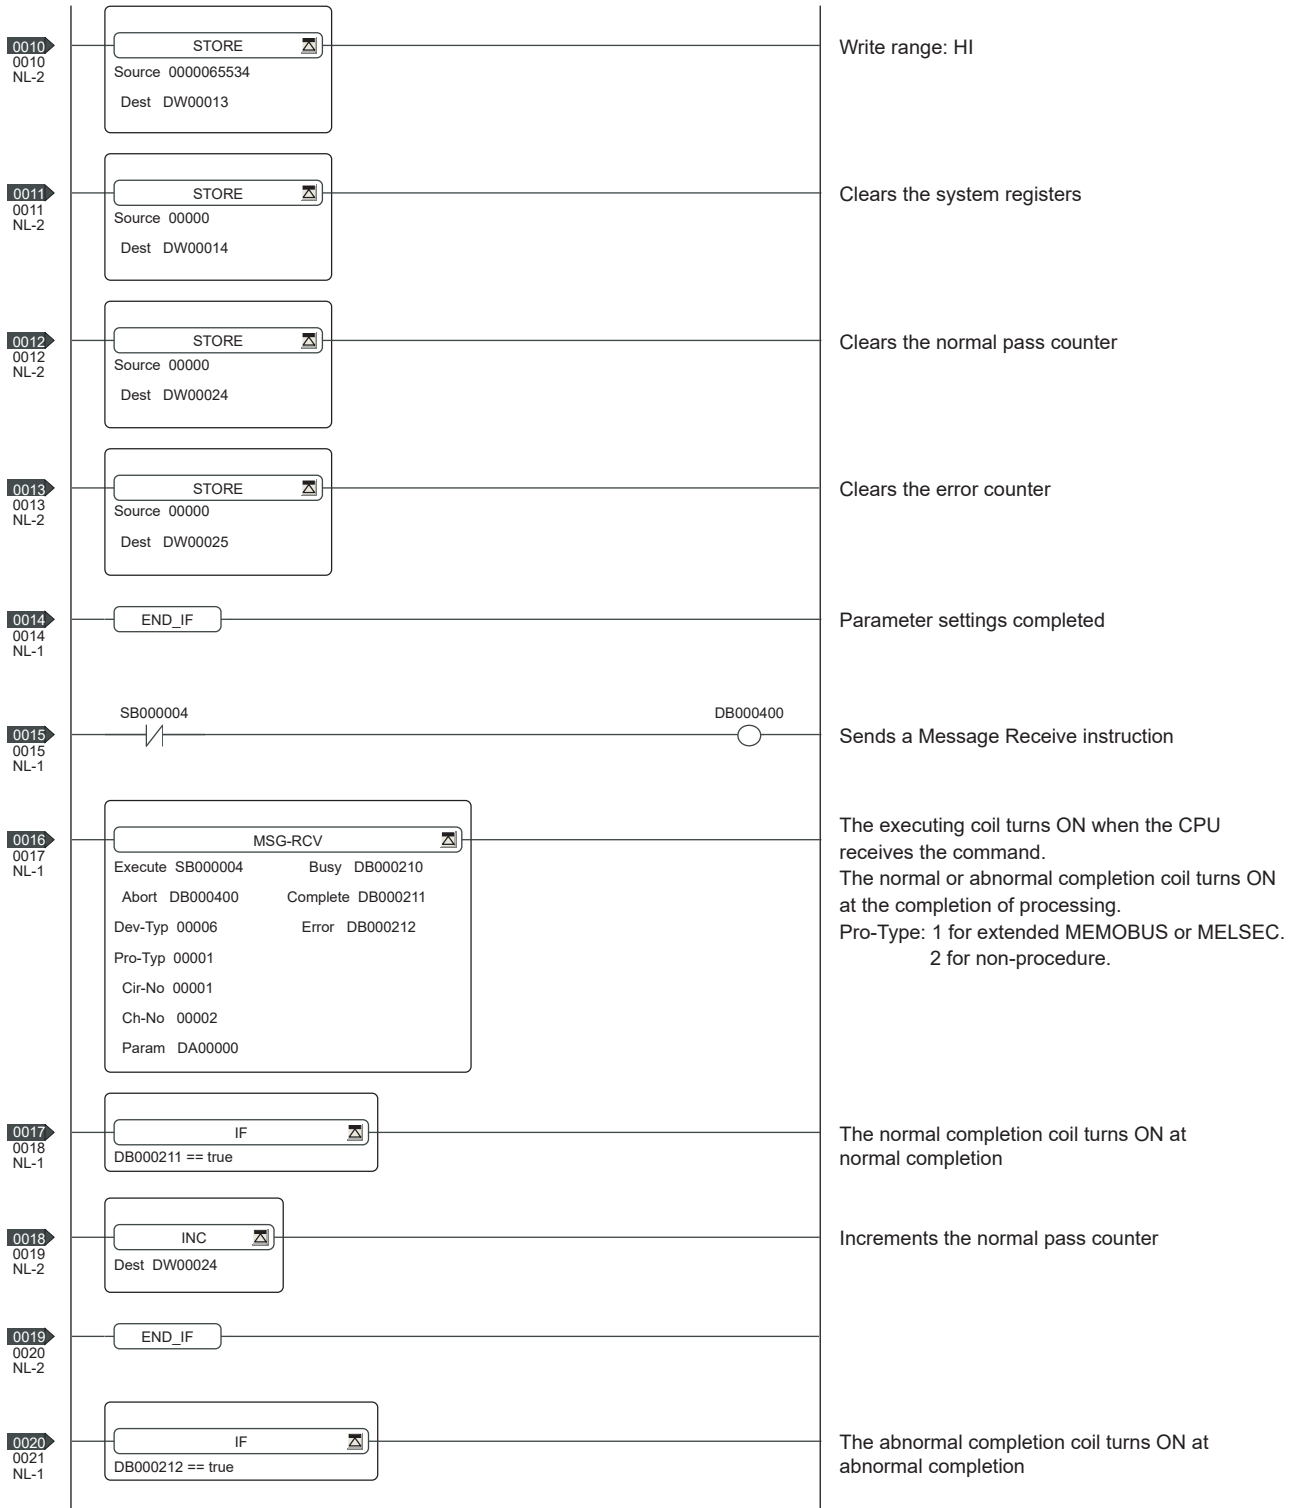 0010
0010
NL-2
STORE
Source 0000065534
Dest DW00013
Write range: HI
0011
0011
NL-2
STORE
Source 00000
Dest DW00014
Clears the system registers
0012
0012
NL-2
STORE
Source 00000
Dest DW00024
Clears the normal pass counter
0013
0013
NL-2
STORE
Source 00000
Dest DW00025
Clears the error counter
0014
0014
NL-1
END_IF
Parameter settings completed
0015
0015
NL-1
SB000004
DB000400
Sends a Message Receive instruction
0016
0017
NL-1
MSG-RCV
Execute SB000004 Busy DB000210
Abort DB000400 Complete DB000211
Dev-Typ 00006 Error DB000212
Pro-Typ 00001
Cir-No 00001
Ch-No 00002
Param DA00000
The executing coil turns ON when the CPU
receives the command.
The normal or abnormal completion coil turns ON
at the completion of processing.
Pro-Type: 1 for extended MEMOBUS or MELSEC.
2 for non-procedure.
0017
0018
NL-1
IF
DB000211 == true
The normal completion coil turns ON at
normal completion
0018
0019
NL-2
INC
Dest DW00024
Increments the normal pass counter
0019
0020
NL-2
END_IF
0020
0021
NL-1
IF
DB000212 == true
The abnormal completion coil turns ON at
abnormal completion